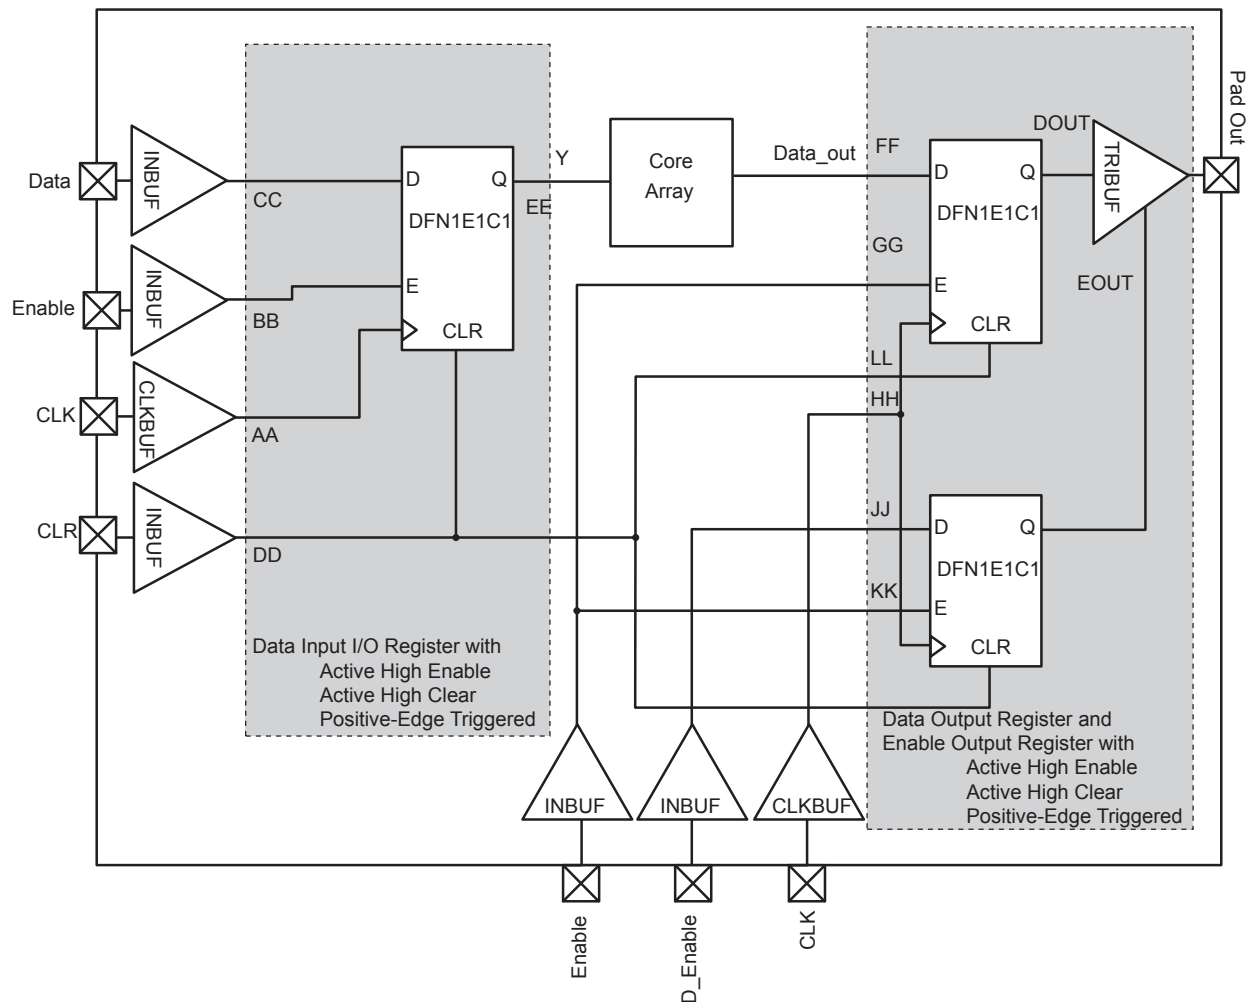 Data
INBUF
CC
D
Q
DFN1E1C1
E
CLR
Y
EE
Core
Array
Data_out
FF
D
Q
DFN1E1C1
E
CLR
DOUT
TRIBUF
Pad Out
GG
EOUT
Enable
INBUF
BB
CLK
CLKBUF
AA
CLR
INBUF
DD
LL
HH
JJ
KK
D
Q
DFN1E1C1
E
CLR
Data Input I/O Register with
Active High Enable
Active High Clear
Positive-Edge Triggered
Data Output Register and
Enable Output Register with
Active High Enable
Active High Clear
Positive-Edge Triggered
INBUF
INBUF
CLKBUF
Enable
D_Enable
CLK